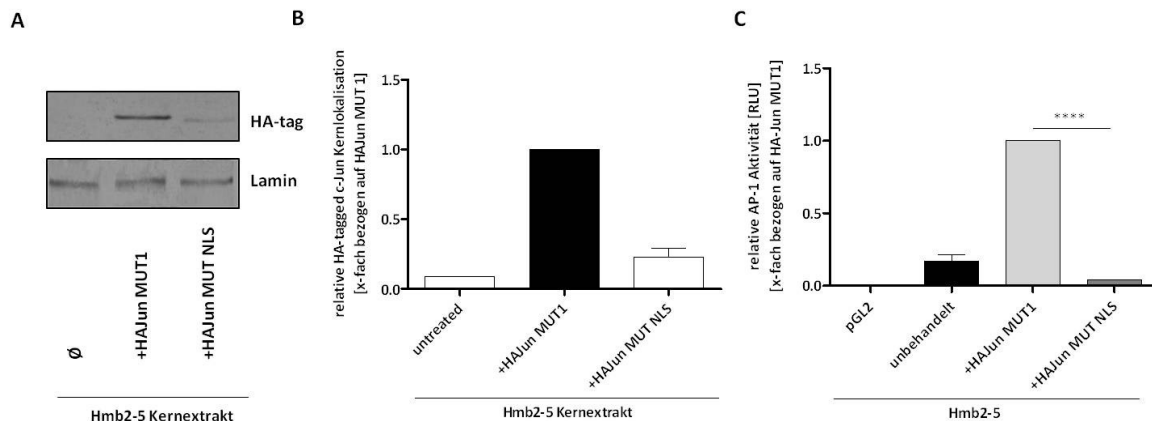 A
HA-tag
Lamin
Ø
+HAJun MUT1
+HAJun MUT NLS
Hmb2-5 Kernextrakt
B
relative HA-tagged c-Jun Kernlokalisation
[x-fach bezogen auf HAJun MUT 1]
1.5
1.0
0.5
0.0
untreated
+HAJun MUT1
+HAJun MUT NLS
Hmb2-5 Kernextrakt
C
relative AP-1 Aktivität [RLU]
[x-fach bezogen auf HA-Jun MUT1]
1.5
1.0
0.5
0.0
****
pGL2
unbehandelt
+HAJun MUT1
+HAJun MUT NLS
Hmb2-5